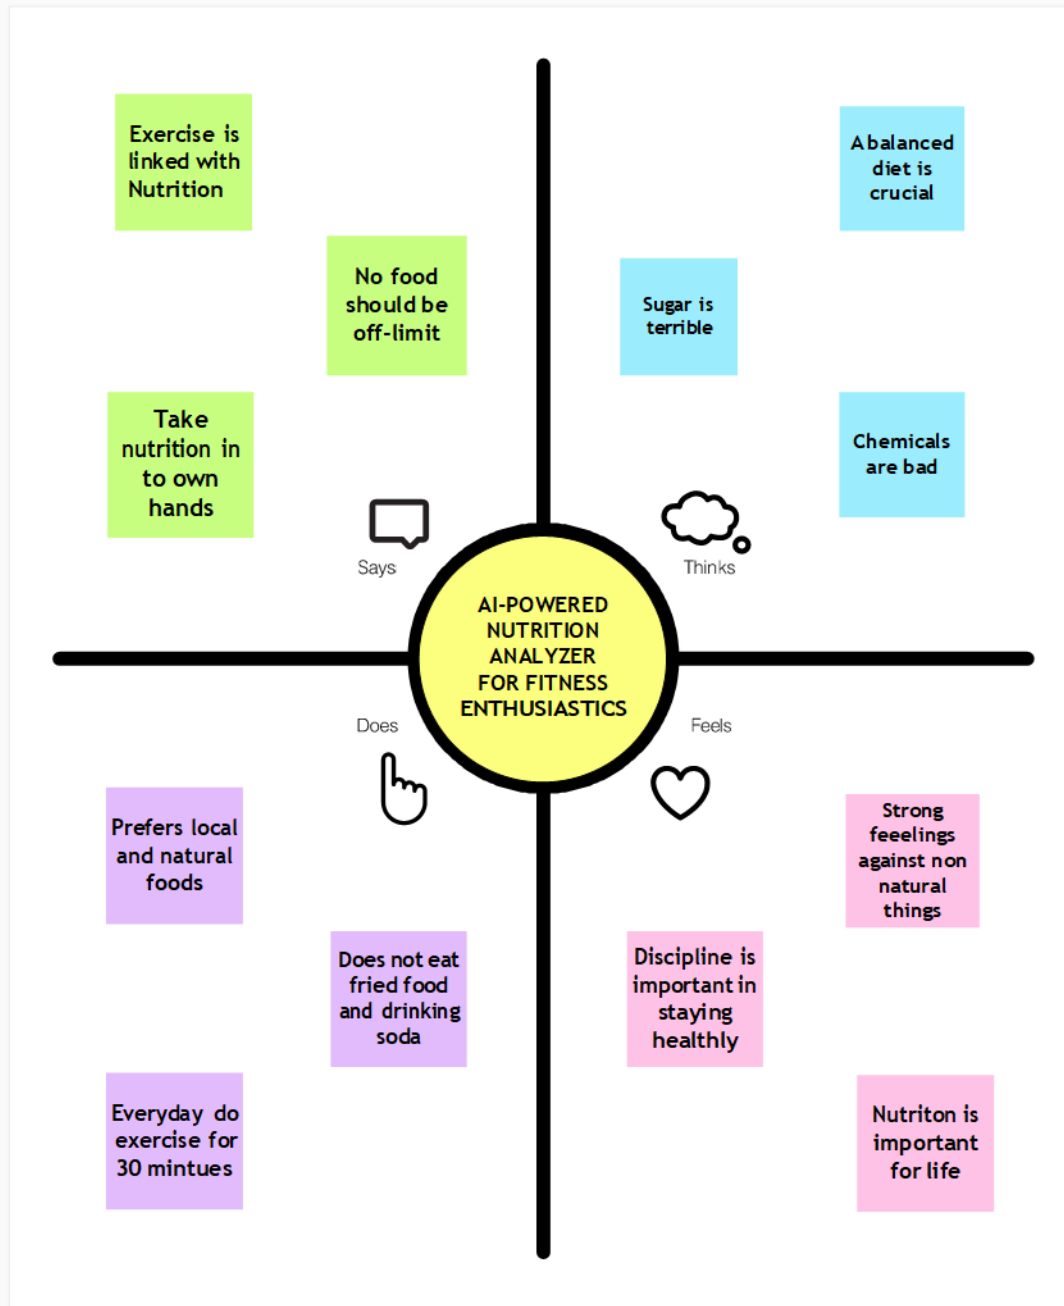 Exercise is
linked with
Nutrition
No food
should be
off-limit
Take
nutrition in
to own
hands
Says
A balanced
diet is
crucial
Sugar is
terrible
Chemicals
are bad
Thinks
AI-POWERED
NUTRITION
ANALYZER
FOR FITNESS
ENTHUSIASTICS
Does
Prefers local
and natural
foods
Does not eat
fried food
and drinking
soda
Everyday do
exercise for
30 mintues
Feels
Strong
feeelings
against non
natural
things
Discipline is
important in
staying
healthly
Nutriton is
important
for life